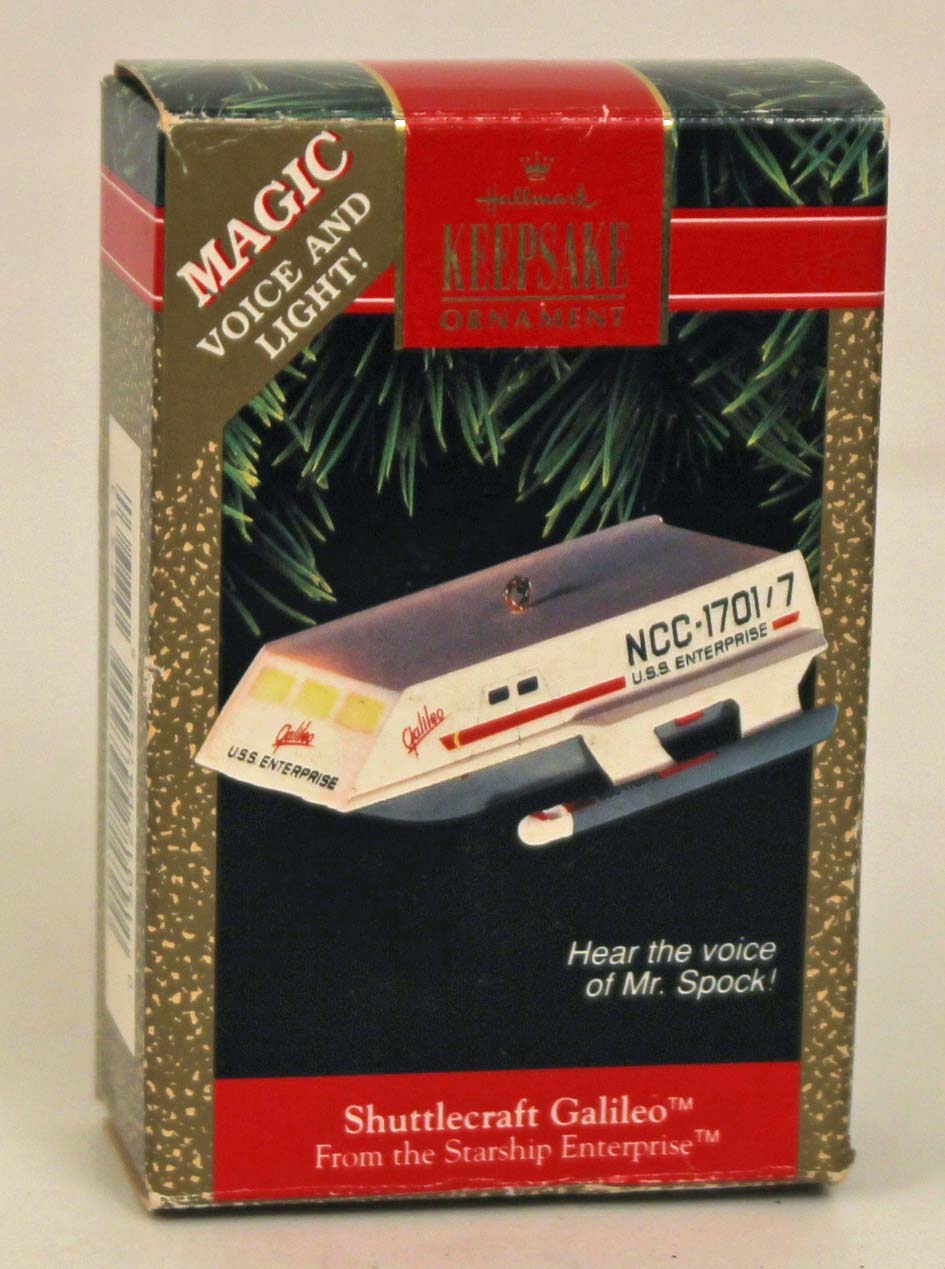 MAGIC
VOICE AND
LIGHT!
Hallmark
KEEPSAKE
ORNAMENT
NCC-1701/7
U.S.S. ENTERPRISE
Galileo
Galileo
U.S.S. ENTERPRISE
Hear the voice
of Mr. Spock!
Shuttlecraft Galileo™
From the Starship Enterprise™